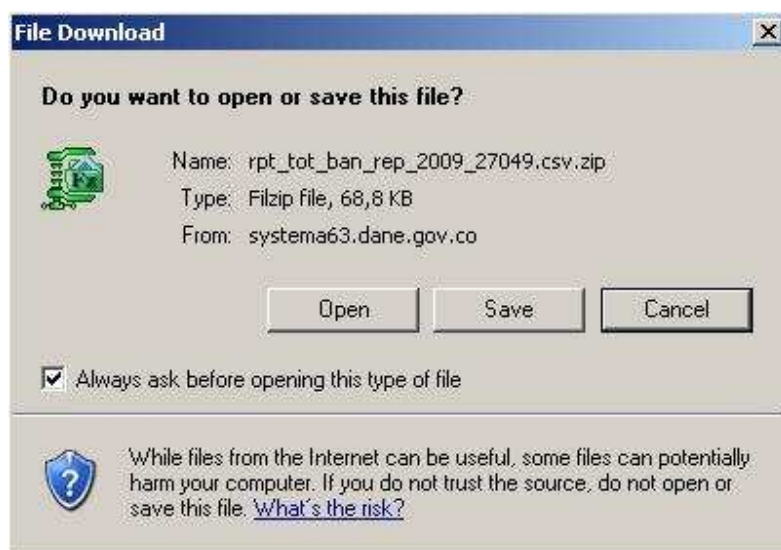 File Download
Do you want to open or save this file?
Name: rpt_tot_ban_rep_2009_27049.csv.zip
Type: Filzip file, 68,8 KB
From: systema63.dane.gov.co
Open Save Cancel
Always ask before opening this type of file
While files from the Internet can be useful, some files can potentially
harm your computer. If you do not trust the source, do not open or
save this file. What's the risk?